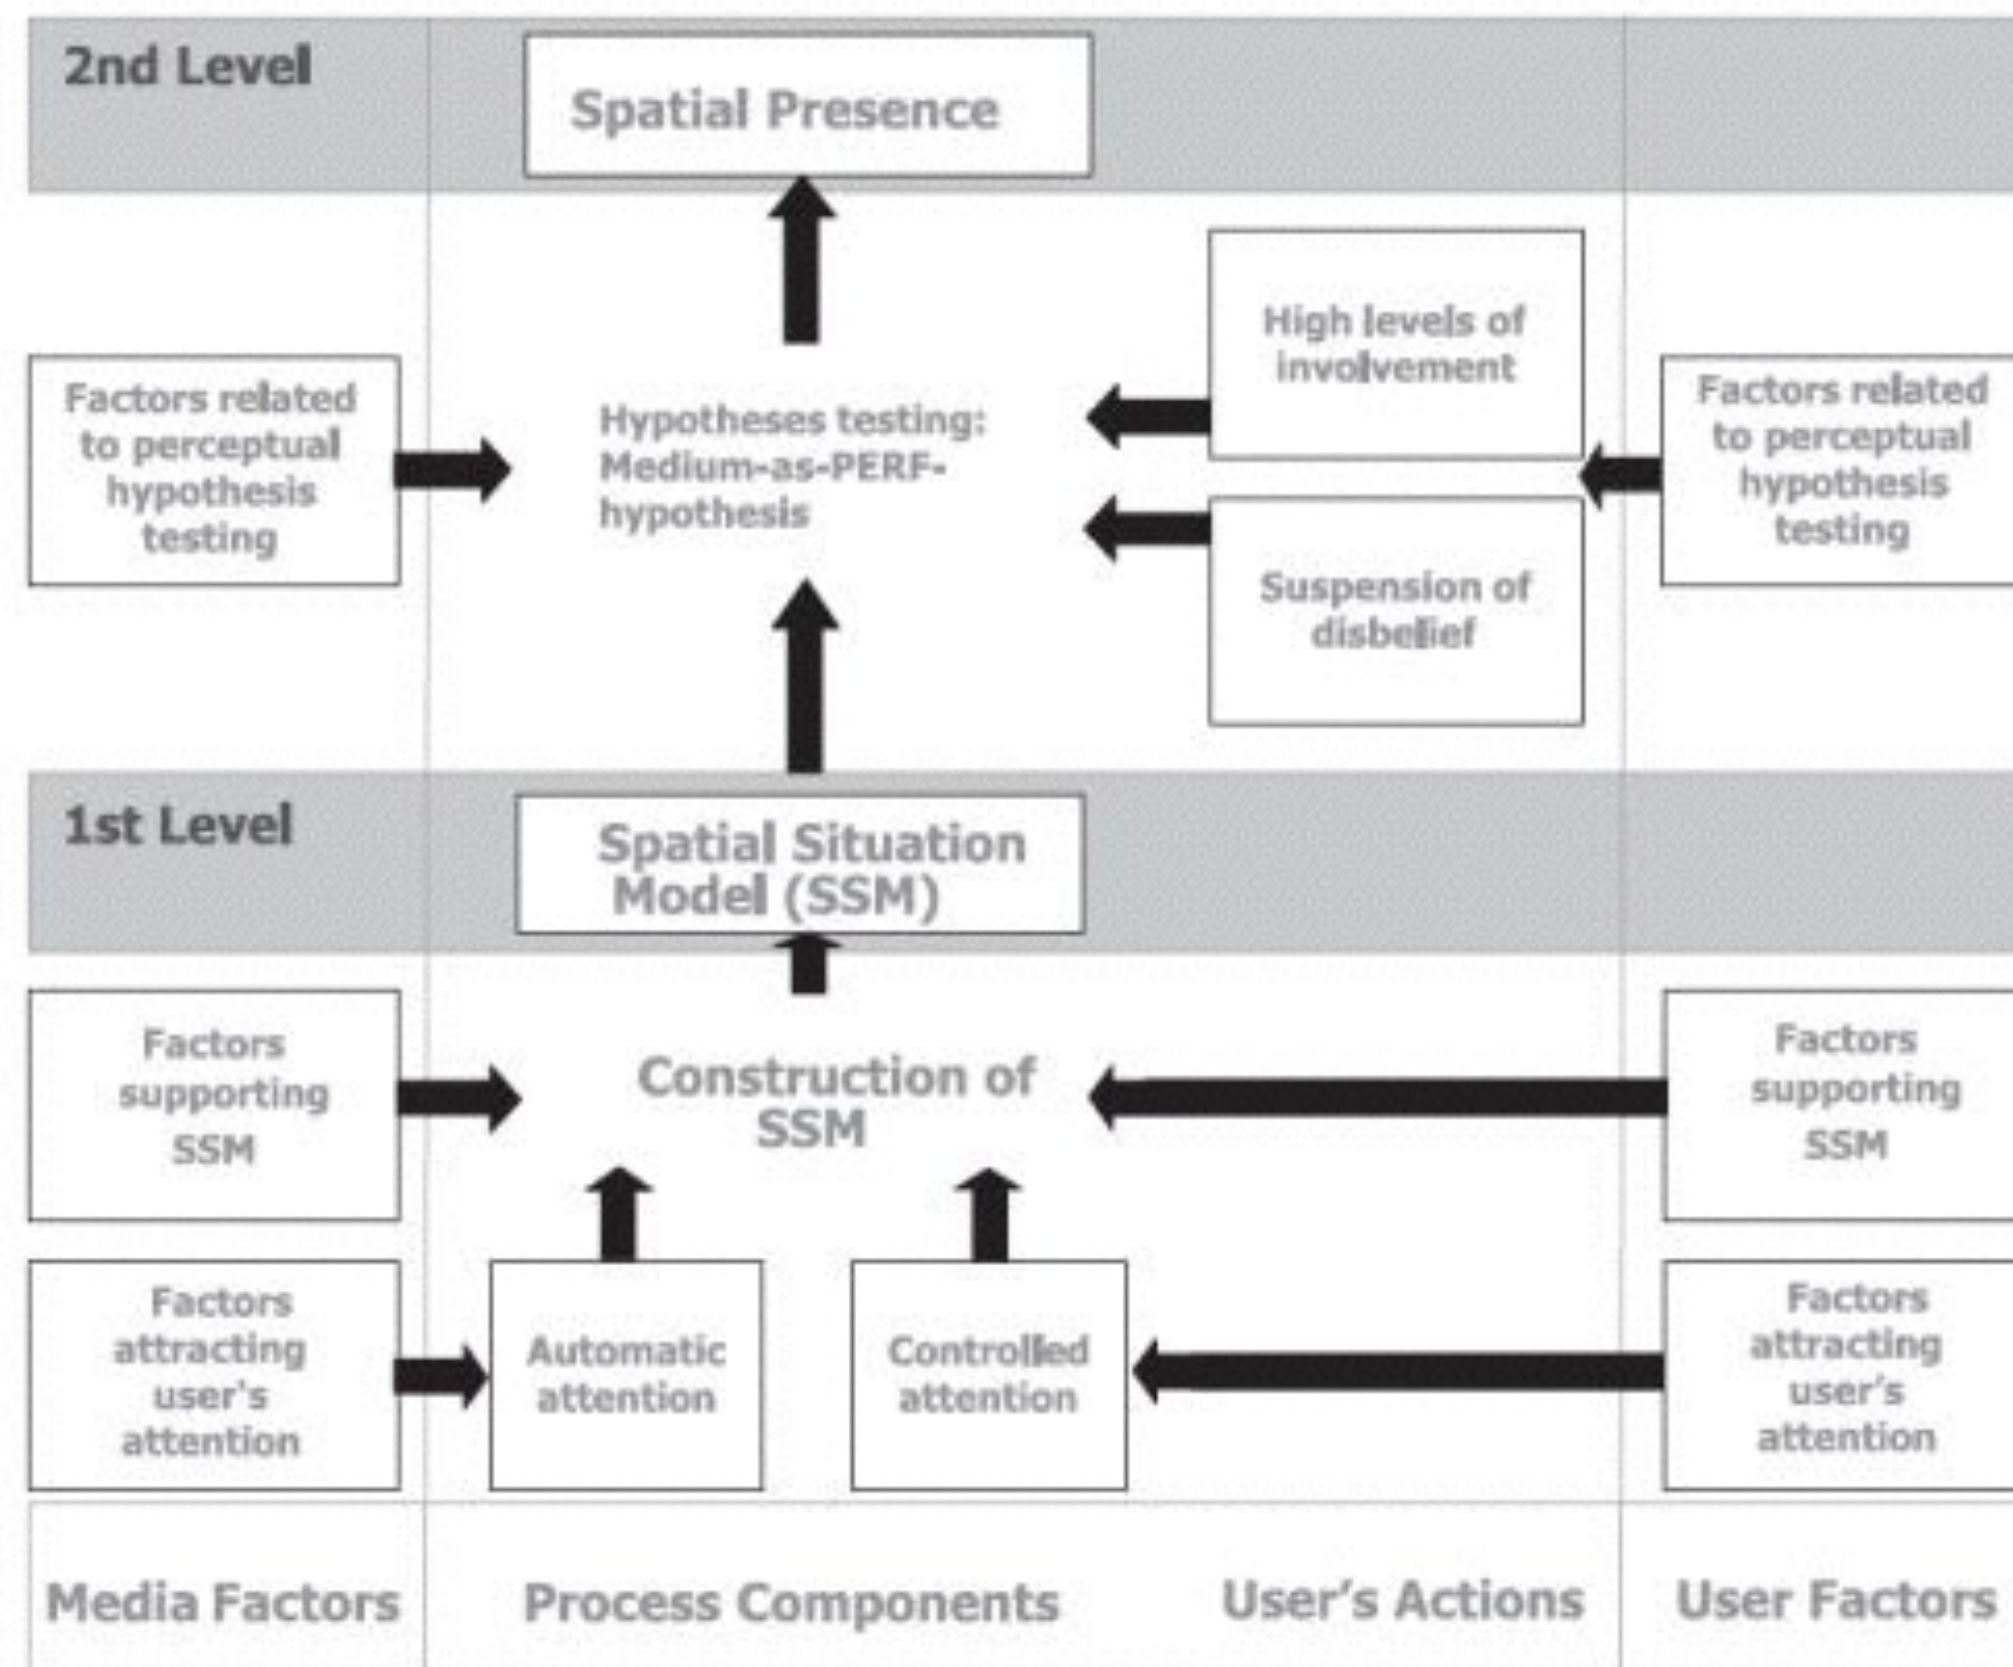 2nd Level
Spatial Presence
High levels of
involvement
Factors related
to perceptual
hypothesis
testing
Hypotheses testing:
Medium-as-PERF-
hypothesis
Factors related
to perceptual
hypothesis
testing
Suspension of
disbelief
1st Level
Spatial Situation
Model (SSM)
Factors
supporting
SSM
Construction of
SSM
Factors
supporting
SSM
Factors
attracting
user's
attention
Automatic
attention
Controlled
attention
Factors
attracting
user’s
attention
Media Factors
Process Components
User’s Actions
User Factors